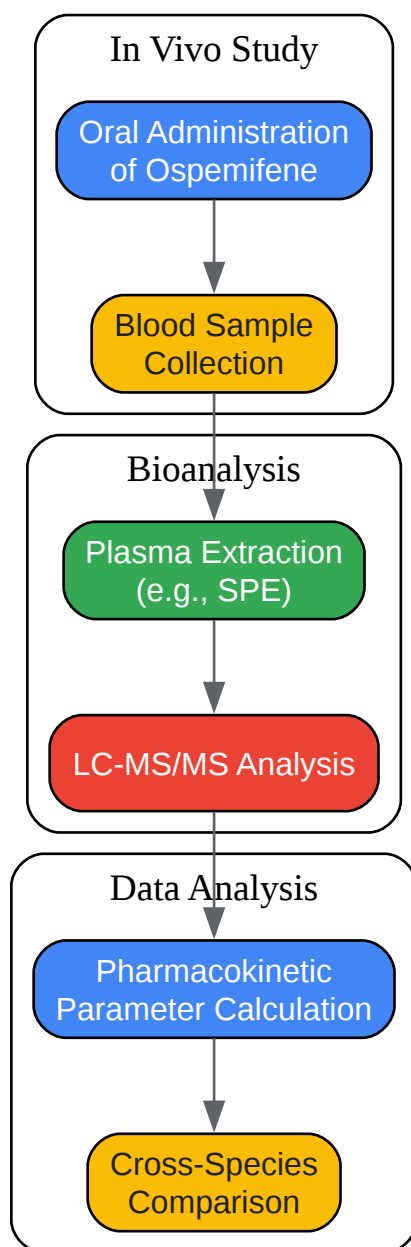 In Vivo Study
Oral Administration
of Ospemifene
Blood Sample
Collection
Bioanalysis
Plasma Extraction
(e.g., SPE)
LC-MS/MS Analysis
Data Analysis
Pharmacokinetic
Parameter Calculation
Cross-Species
Comparison